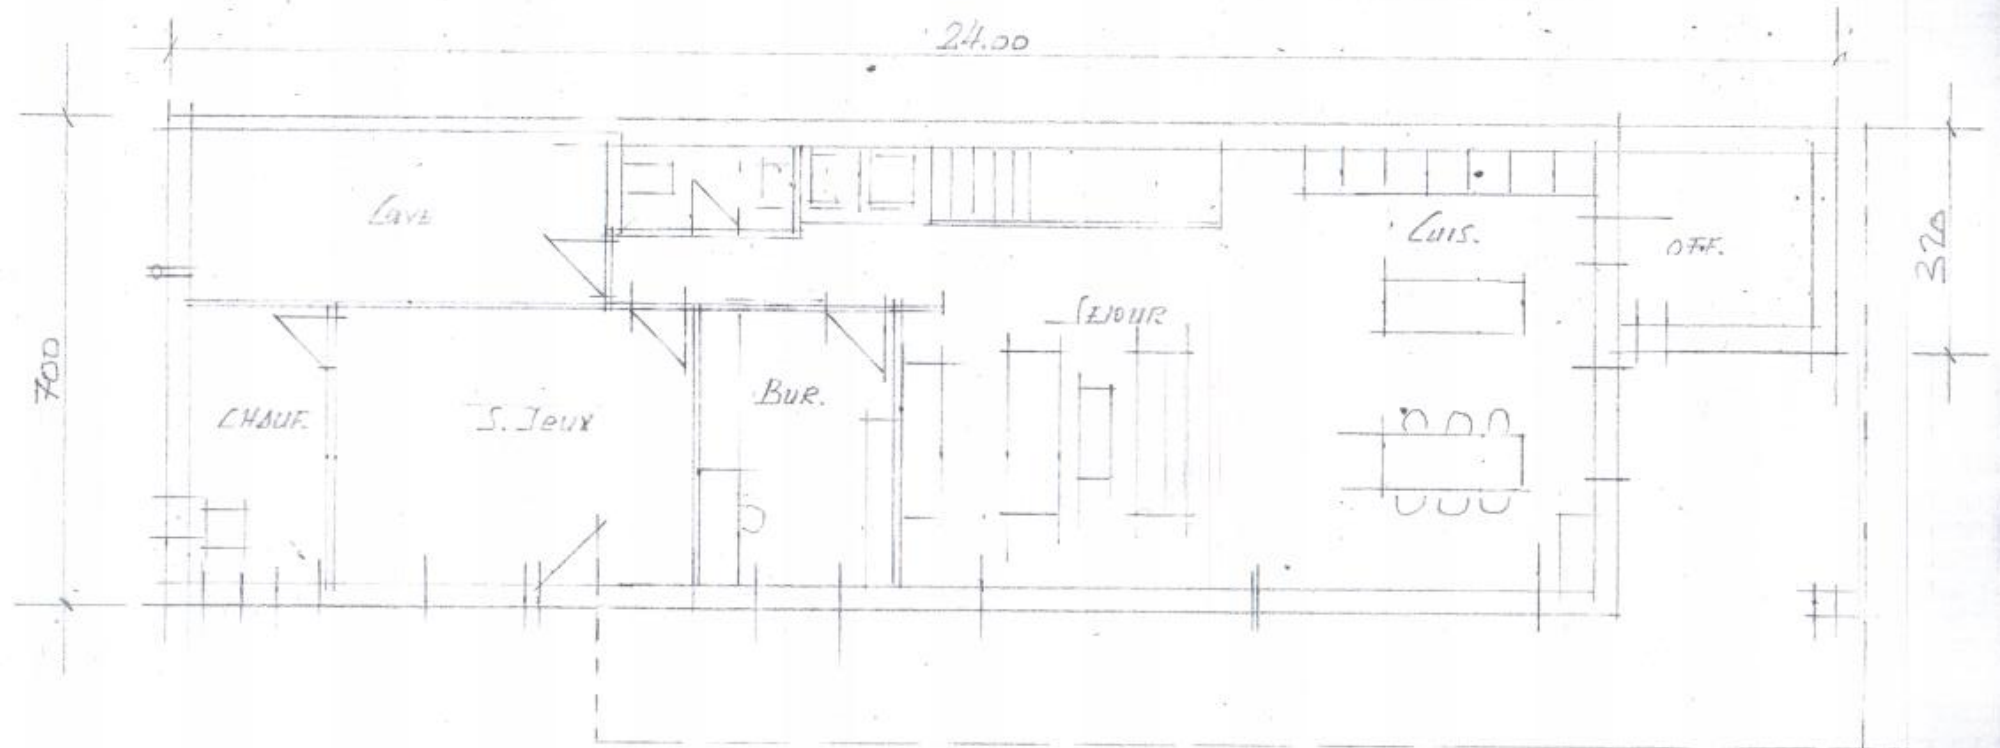 24.00
Cave
Cuis.
OFF.
320
SEJOUR
700
BUR.
CHAUF.
S. Jeux